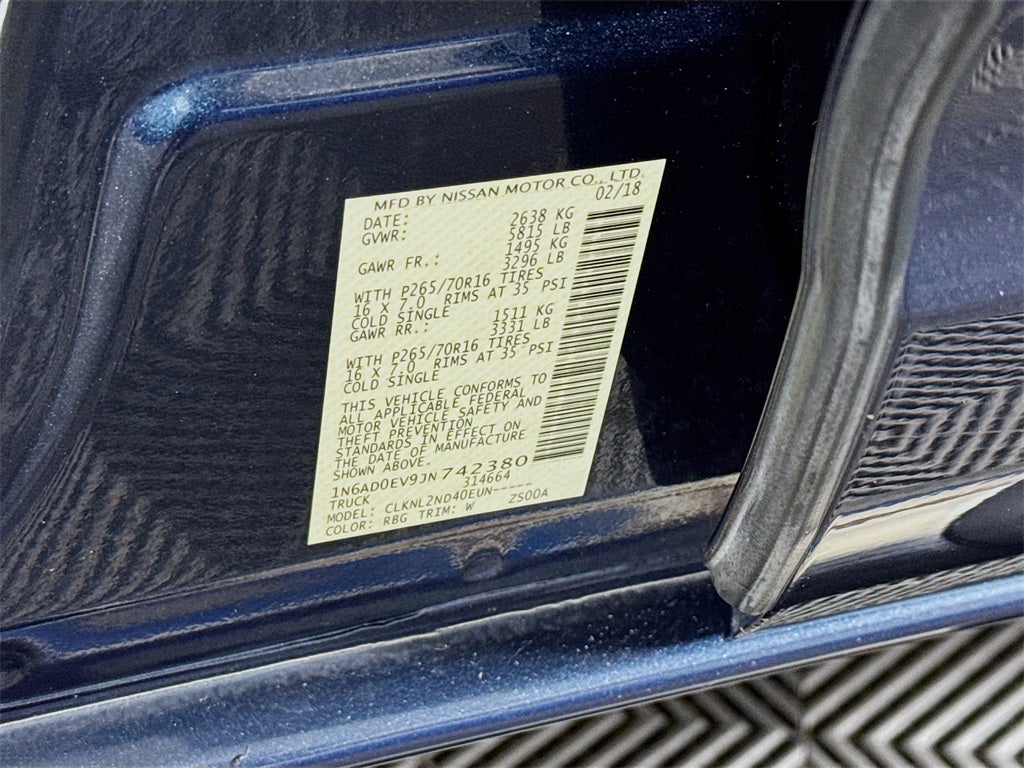 MFD BY NISSAN MOTOR CO., LTD.
DATE: 02/18
GVWR: 2638 KG
5815 LB
GAWR FR.: 1495 KG
3296 LB
WITH P265/70R16 TIRES
16 X 7.0 RIMS AT 35 PSI
COLD SINGLE
GAWR RR.: 1511 KG
3331 LB
WITH P265/70R16 TIRES
16 X 7.0 RIMS AT 35 PSI
COLD SINGLE
THIS VEHICLE CONFORMS TO
ALL APPLICABLE FEDERAL
MOTOR VEHICLE SAFETY AND
THEFT PREVENTION
STANDARDS IN EFFECT ON
THE DATE OF MANUFACTURE
SHOWN ABOVE.
1N6AD0EV9JN742380
TRUCK 314664
MODEL: CLKNL2ND40EUN-----
COLOR: RBG TRIM: W ZS00A